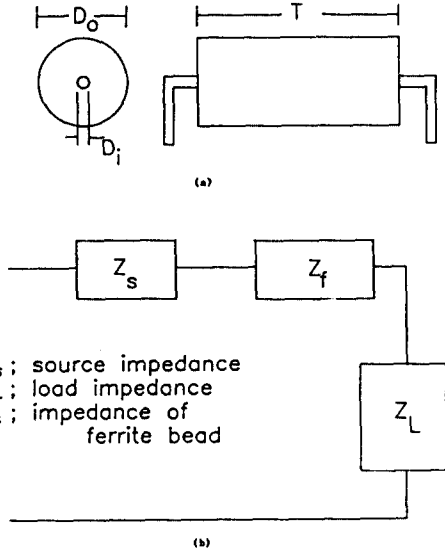 D_o
T
D_i
(a)
Z_s
Z_f
; source impedance
; load impedance
; impedance of
ferrite bead
Z_L
(b)